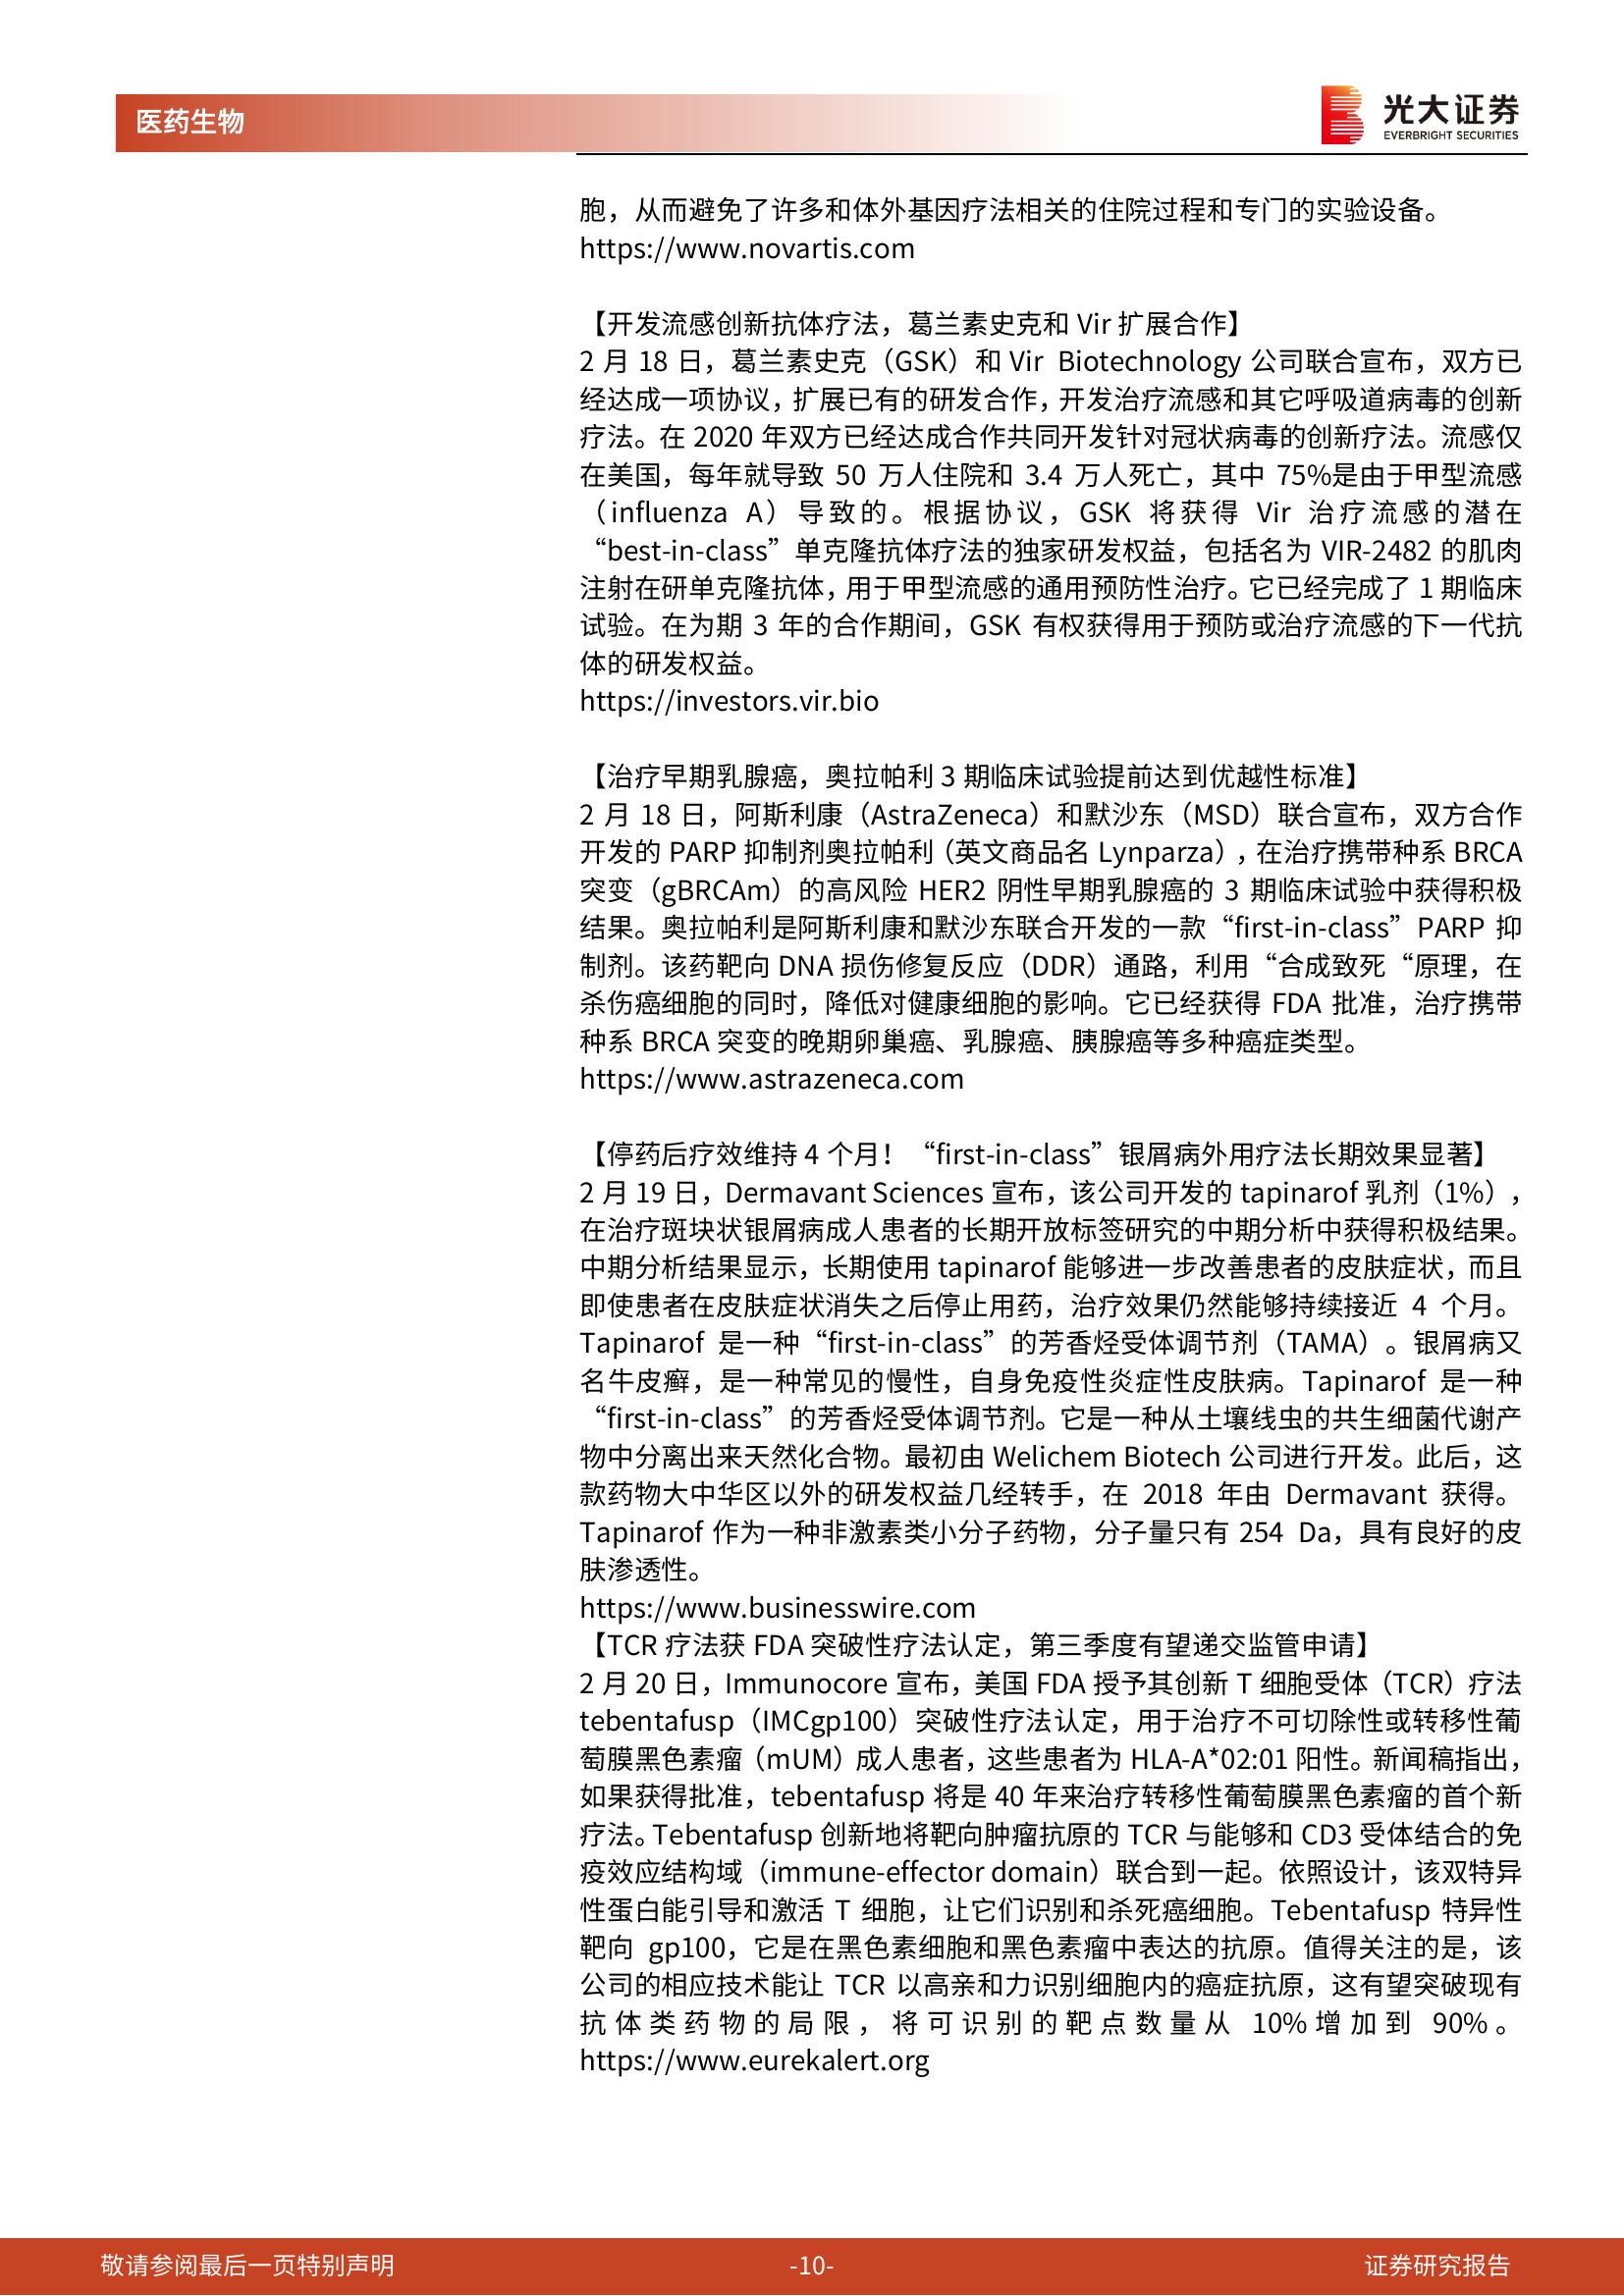 医药生物
光大证券
EVERBRIGHT SECURITIES
胞，从而避免了许多和体外基因疗法相关的住院过程和专门的实验设备。
https://www.novartis.com
【开发流感创新抗体疗法，葛兰素史克和 Vir 扩展合作】
2 月 18 日，葛兰素史克（GSK）和 Vir Biotechnology 公司联合宣布，双方已
经达成一项协议，扩展已有的研发合作，开发治疗流感和其它呼吸道病毒的创新
疗法。在 2020 年双方已经达成合作共同开发针对冠状病毒的创新疗法。流感仅
在美国，每年就导致 50 万人住院和 3.4 万人死亡，其中 75%是由于甲型流感
（influenza A）导致的。根据协议，GSK 将获得 Vir 治疗流感的潜在
“best-in-class”单克隆抗体疗法的独家研发权益，包括名为 VIR-2482 的肌肉
注射在研单克隆抗体，用于甲型流感的通用预防性治疗。它已经完成了 1 期临床
试验。在为期 3 年的合作期间，GSK 有权获得用于预防或治疗流感的下一代抗
体的研发权益。
https://investors.vir.bio
【治疗早期乳腺癌，奥拉帕利 3 期临床试验提前达到优越性标准】
2 月 18 日，阿斯利康（AstraZeneca）和默沙东（MSD）联合宣布，双方合作
开发的 PARP 抑制剂奥拉帕利（英文商品名 Lynparza），在治疗携带种系 BRCA
突变（gBRCAm）的高风险 HER2 阴性早期乳腺癌的 3 期临床试验中获得积极
结果。奥拉帕利是阿斯利康和默沙东联合开发的一款“first-in-class”PARP 抑
制剂。该药靶向 DNA 损伤修复反应（DDR）通路，利用“合成致死“原理，在
杀伤癌细胞的同时，降低对健康细胞的影响。它已经获得 FDA 批准，治疗携带
种系 BRCA 突变的晚期卵巢癌、乳腺癌、胰腺癌等多种癌症类型。
https://www.astrazeneca.com
【停药后疗效维持 4 个月！“first-in-class”银屑病外用疗法长期效果显著】
2 月 19 日，Dermavant Sciences 宣布，该公司开发的 tapinarof 乳剂（1%），
在治疗斑块状银屑病成人患者的长期开放标签研究的中期分析中获得积极结果。
中期分析结果显示，长期使用 tapinarof 能够进一步改善患者的皮肤症状，而且
即使患者在皮肤症状消失之后停止用药，治疗效果仍然能够持续接近 4 个月。
Tapinarof 是一种“first-in-class”的芳香烃受体调节剂（TAMA）。银屑病又
名牛皮癣，是一种常见的慢性，自身免疫性炎症性皮肤病。Tapinarof 是一种
“first-in-class”的芳香烃受体调节剂。它是一种从土壤线虫的共生细菌代谢产
物中分离出来天然化合物。最初由 Welichem Biotech 公司进行开发。此后，这
款药物大中华区以外的研发权益几经转手，在 2018 年由 Dermavant 获得。
Tapinarof 作为一种非激素类小分子药物，分子量只有 254 Da，具有良好的皮
肤渗透性。
https://www.businesswire.com
【TCR 疗法获 FDA 突破性疗法认定，第三季度有望递交监管申请】
2 月 20 日，Immunocore 宣布，美国 FDA 授予其创新 T 细胞受体（TCR）疗法
tebentafusp（IMCgp100）突破性疗法认定，用于治疗不可切除性或转移性葡
萄膜黑色素瘤（mUM）成人患者，这些患者为 HLA-A*02:01 阳性。新闻稿指出，
如果获得批准，tebentafusp 将是 40 年来治疗转移性葡萄膜黑色素瘤的首个新
疗法。Tebentafusp 创新地将靶向肿瘤抗原的 TCR 与能够和 CD3 受体结合的免
疫效应结构域（immune-effector domain）联合到一起。依照设计，该双特异
性蛋白能引导和激活 T 细胞，让它们识别和杀死癌细胞。Tebentafusp 特异性
靶向 gp100，它是在黑色素细胞和黑色素瘤中表达的抗原。值得关注的是，该
公司的相应技术能让 TCR 以高亲和力识别细胞内的癌症抗原，这有望突破现有
抗体类药物的局限，将可识别的靶点数量从 10%增加到 90%。
https://www.eurekalert.org
敬请参阅最后一页特别声明
-10-
证券研究报告